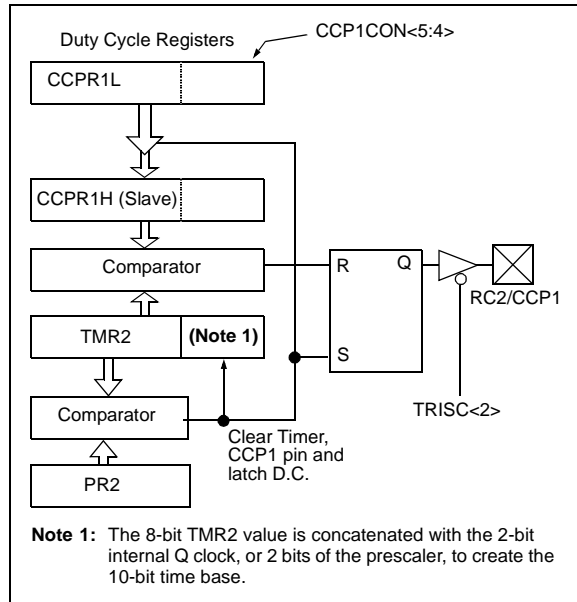 Duty Cycle Registers
CCP1CON<5:4>
CCPR1L
CCPR1H (Slave)
Comparator
R
Q
RC2/CCP1
TMR2
(Note 1)
S
TRISC<2>
Comparator
Clear Timer,
CCP1 pin and
latch D.C.
PR2
Note 1: The 8-bit TMR2 value is concatenated with the 2-bit
internal Q clock, or 2 bits of the prescaler, to create the
10-bit time base.